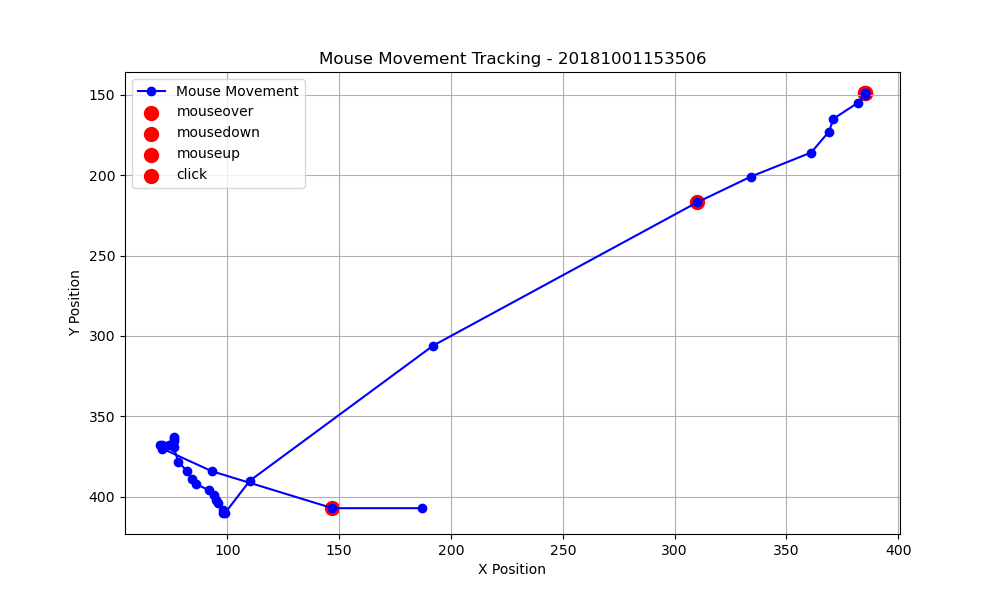 Mouse Movement Tracking - 20181001153506
Mouse Movement
mouseover
mousedown
mouseup
click
150
200
250
300
350
400
Y Position
100 150 200 250 300 350 400
X Position